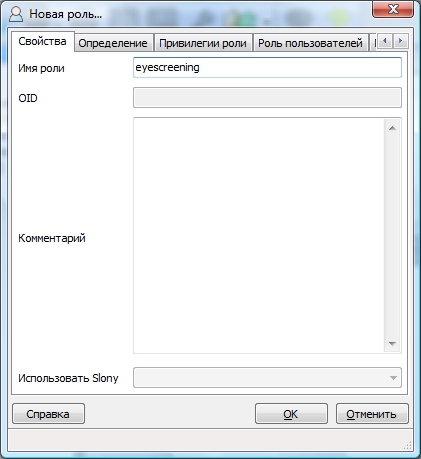 Новая роль...
Свойства Определение Привилегии роли Роль пользователей
Имя роли eyescreening
OID
Комментарий
Использовать Slony
Справка OK Отменить